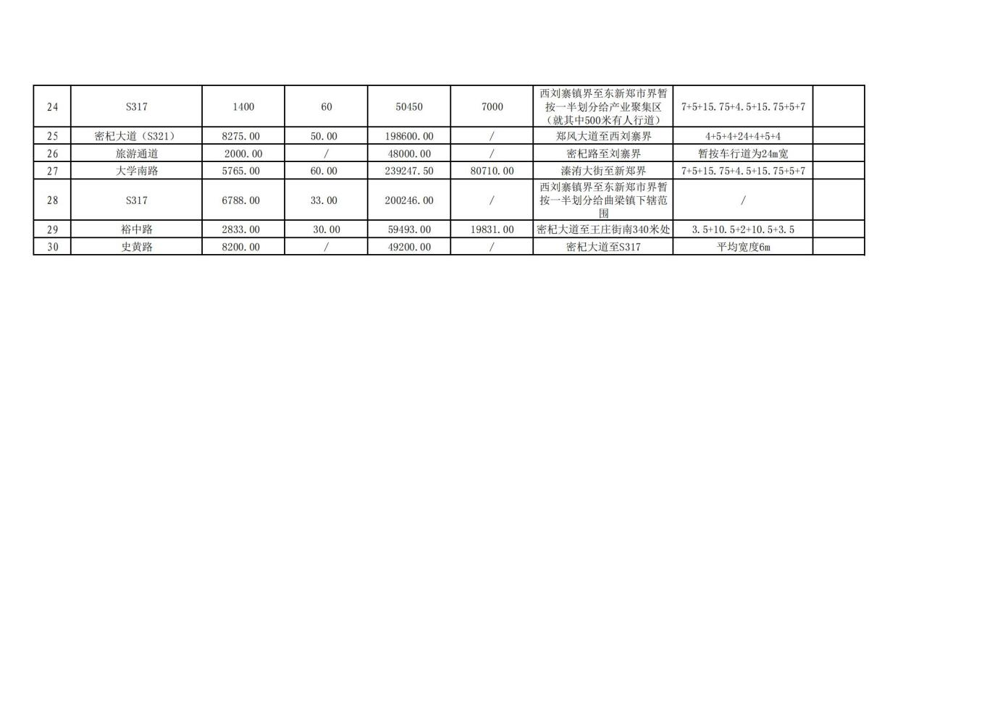 24 S317 1400 60 50450 7000 西刘寨镇界至东新郑市界暂按一半划分给产业聚集区（就其中500米有人行道） 7+5+15.75+4.5+15.75+5+7
25 密杞大道（S321） 8275.00 50.00 198600.00 / 郑风大道至西刘寨界 4+5+4+24+4+5+4
26 旅游通道 2000.00 / 48000.00 / 密杞路至刘寨界 暂按车行道为24m宽
27 大学南路 5765.00 60.00 239247.50 80710.00 溱洧大街至新郑界 7+5+15.75+4.5+15.75+5+7
28 S317 6788.00 33.00 200246.00 / 西刘寨镇界至东新郑市界暂按一半划分给曲梁镇下辖范围 /
29 裕中路 2833.00 30.00 59493.00 19831.00 密杞大道至王庄街南340米处 3.5+10.5+2+10.5+3.5
30 史黄路 8200.00 / 49200.00 / 密杞大道至S317 平均宽度6m